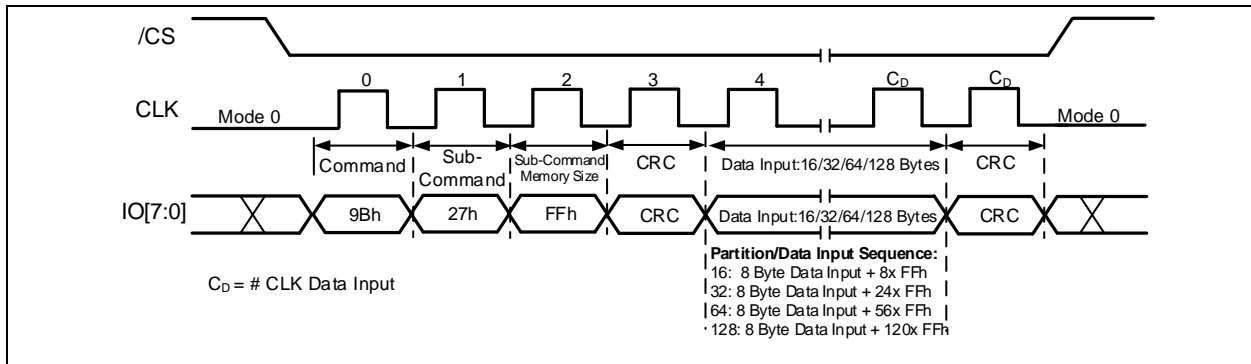 /CS
0 1 2 3 4 CD CD
CLK
Mode 0 Mode 0
Command Sub-Command Sub-Command Memory Size CRC Data Input:16/32/64/128 Bytes CRC
IO[7:0] 9Bh 27h FFh CRC Data Input:16/32/64/128 Bytes CRC
Partition/Data Input Sequence:
16: 8 Byte Data Input + 8x FFh
CD = # CLK Data Input
32: 8 Byte Data Input + 24x FFh
64: 8 Byte Data Input + 56x FFh
128: 8 Byte Data Input + 120x FFh